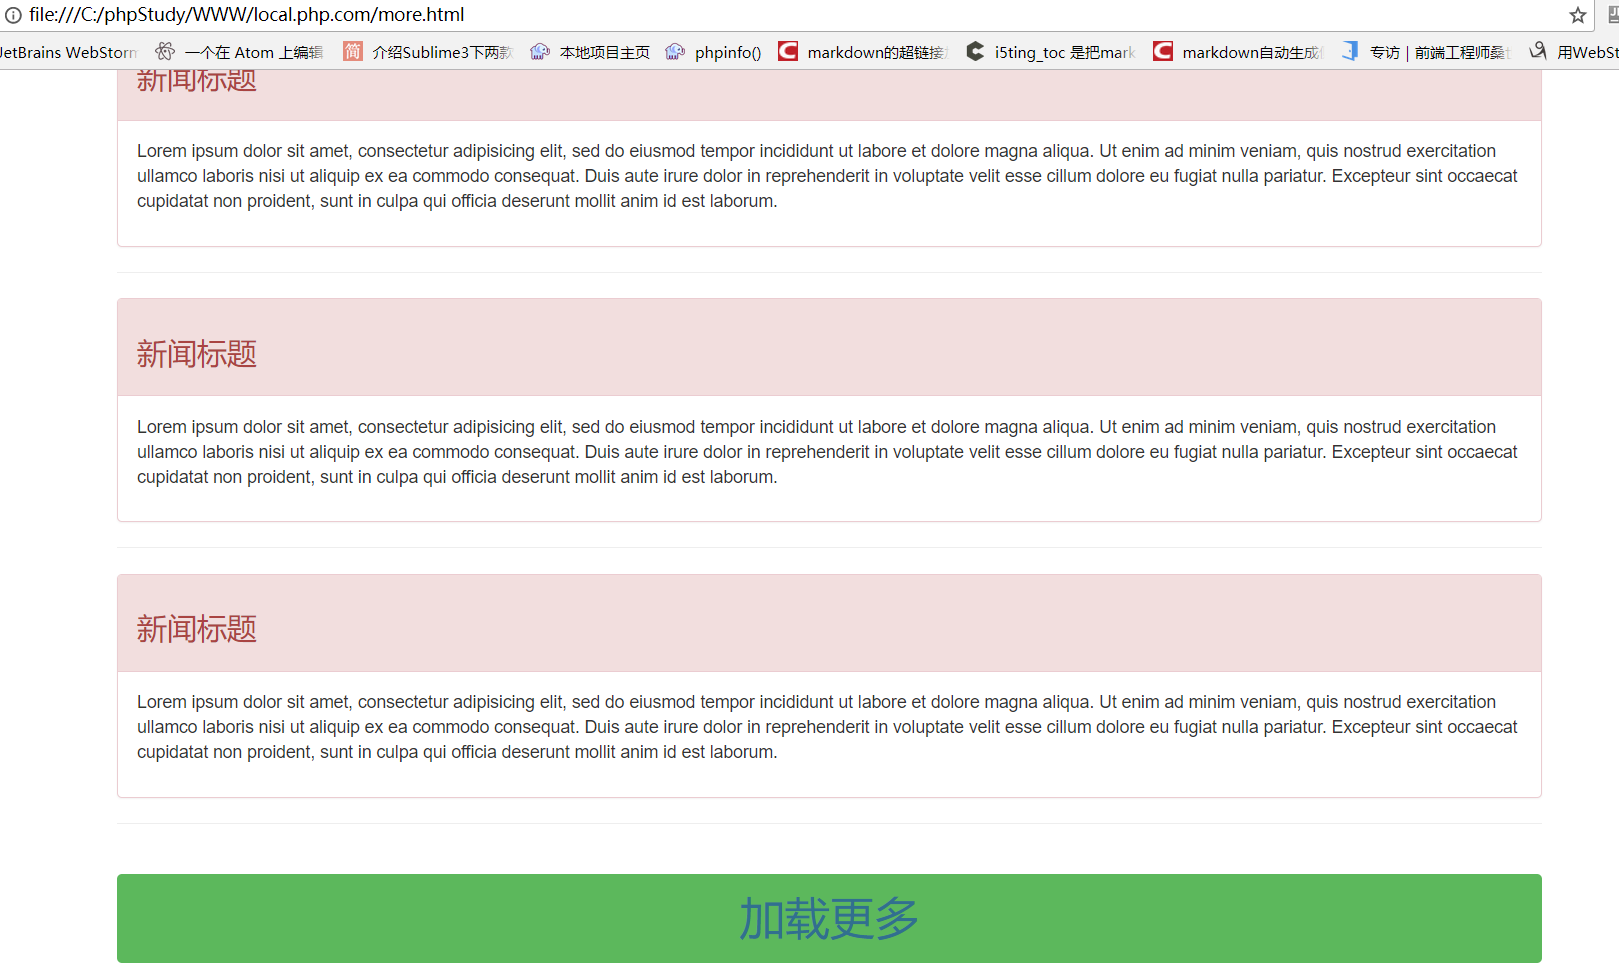 file:///C:/phpStudy/WWW/local.php.com/more.html
JetBrains WebStorm 一个在 Atom 上编辑 简 介绍Sublime3下两款 本地项目主页 phpinfo() markdown的超链接 i5ting_toc 是把mark markdown自动生成 专访 | 前端工程师桑 用WebSt
新闻标题
Lorem ipsum dolor sit amet, consectetur adipisicing elit, sed do eiusmod tempor incididunt ut labore et dolore magna aliqua. Ut enim ad minim veniam, quis nostrud exercitation
ullamco laboris nisi ut aliquip ex ea commodo consequat. Duis aute irure dolor in reprehenderit in voluptate velit esse cillum dolore eu fugiat nulla pariatur. Excepteur sint occaecat
cupidatat non proident, sunt in culpa qui officia deserunt mollit anim id est laborum.
新闻标题
Lorem ipsum dolor sit amet, consectetur adipisicing elit, sed do eiusmod tempor incididunt ut labore et dolore magna aliqua. Ut enim ad minim veniam, quis nostrud exercitation
ullamco laboris nisi ut aliquip ex ea commodo consequat. Duis aute irure dolor in reprehenderit in voluptate velit esse cillum dolore eu fugiat nulla pariatur. Excepteur sint occaecat
cupidatat non proident, sunt in culpa qui officia deserunt mollit anim id est laborum.
新闻标题
Lorem ipsum dolor sit amet, consectetur adipisicing elit, sed do eiusmod tempor incididunt ut labore et dolore magna aliqua. Ut enim ad minim veniam, quis nostrud exercitation
ullamco laboris nisi ut aliquip ex ea commodo consequat. Duis aute irure dolor in reprehenderit in voluptate velit esse cillum dolore eu fugiat nulla pariatur. Excepteur sint occaecat
cupidatat non proident, sunt in culpa qui officia deserunt mollit anim id est laborum.
加载更多